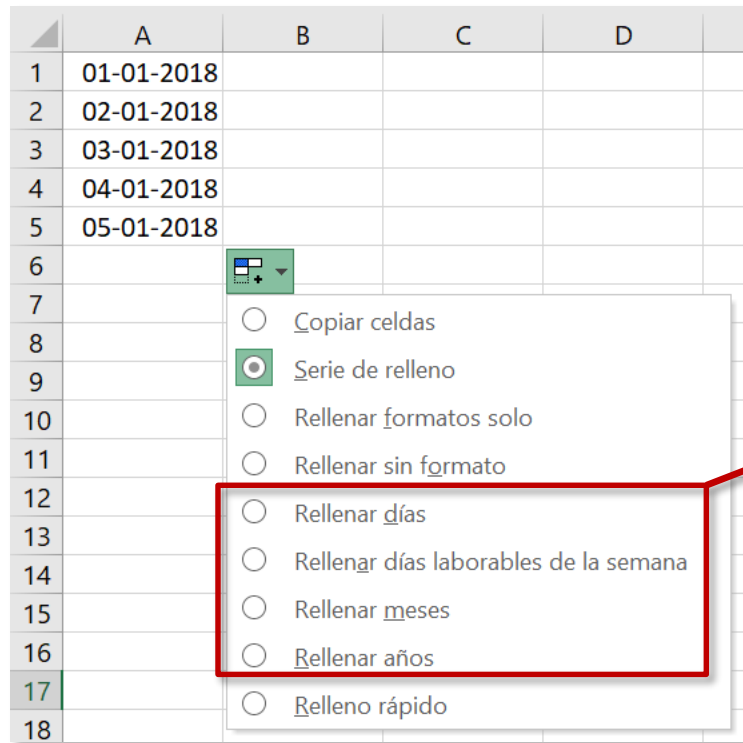 A B C D
1 01-01-2018
2 02-01-2018
3 03-01-2018
4 04-01-2018
5 05-01-2018
6
7
8
9
10
11
12
13
14
15
16
17
18
Copiar celdas
Serie de relleno
Rellenar formatos solo
Rellenar sin formato
Rellenar días
Rellenar días laborables de la semana
Rellenar meses
Rellenar años
Relleno rápido